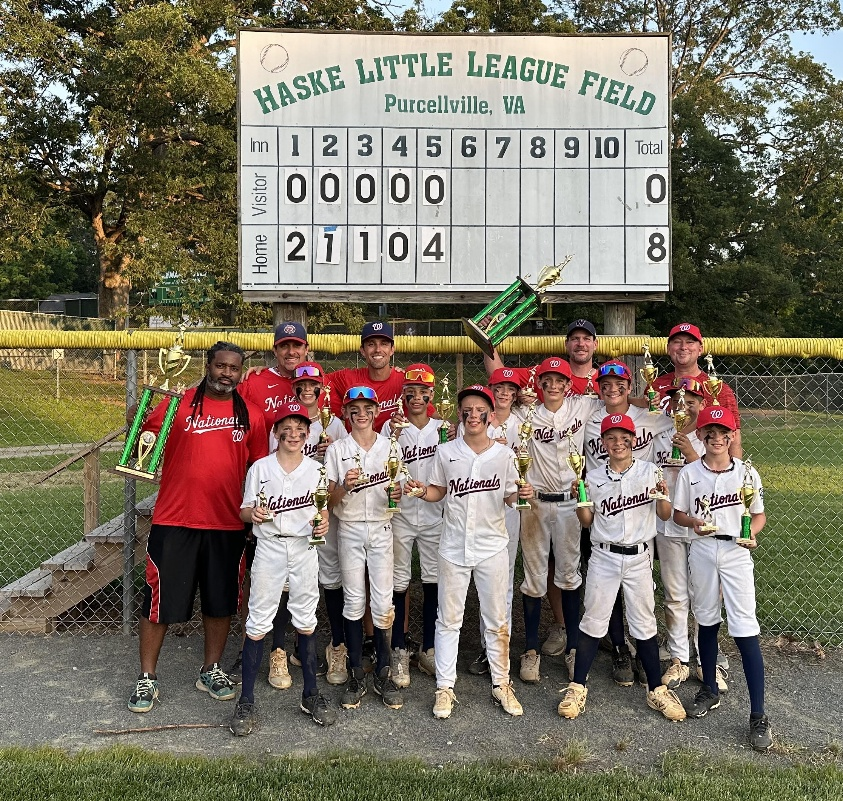 HASKE LITTLE LEAGUE FIELD
Purcellville, VA
Inn 1 2 3 4 5 6 7 8 9 10 Total
Visitor 0 0 0 0 0 0
Home 2 1 1 0 4 8
W
W W
Nationals Nationals
Nationals
W W W
Nationals
W
Nationals Nationals Nationals Nationals